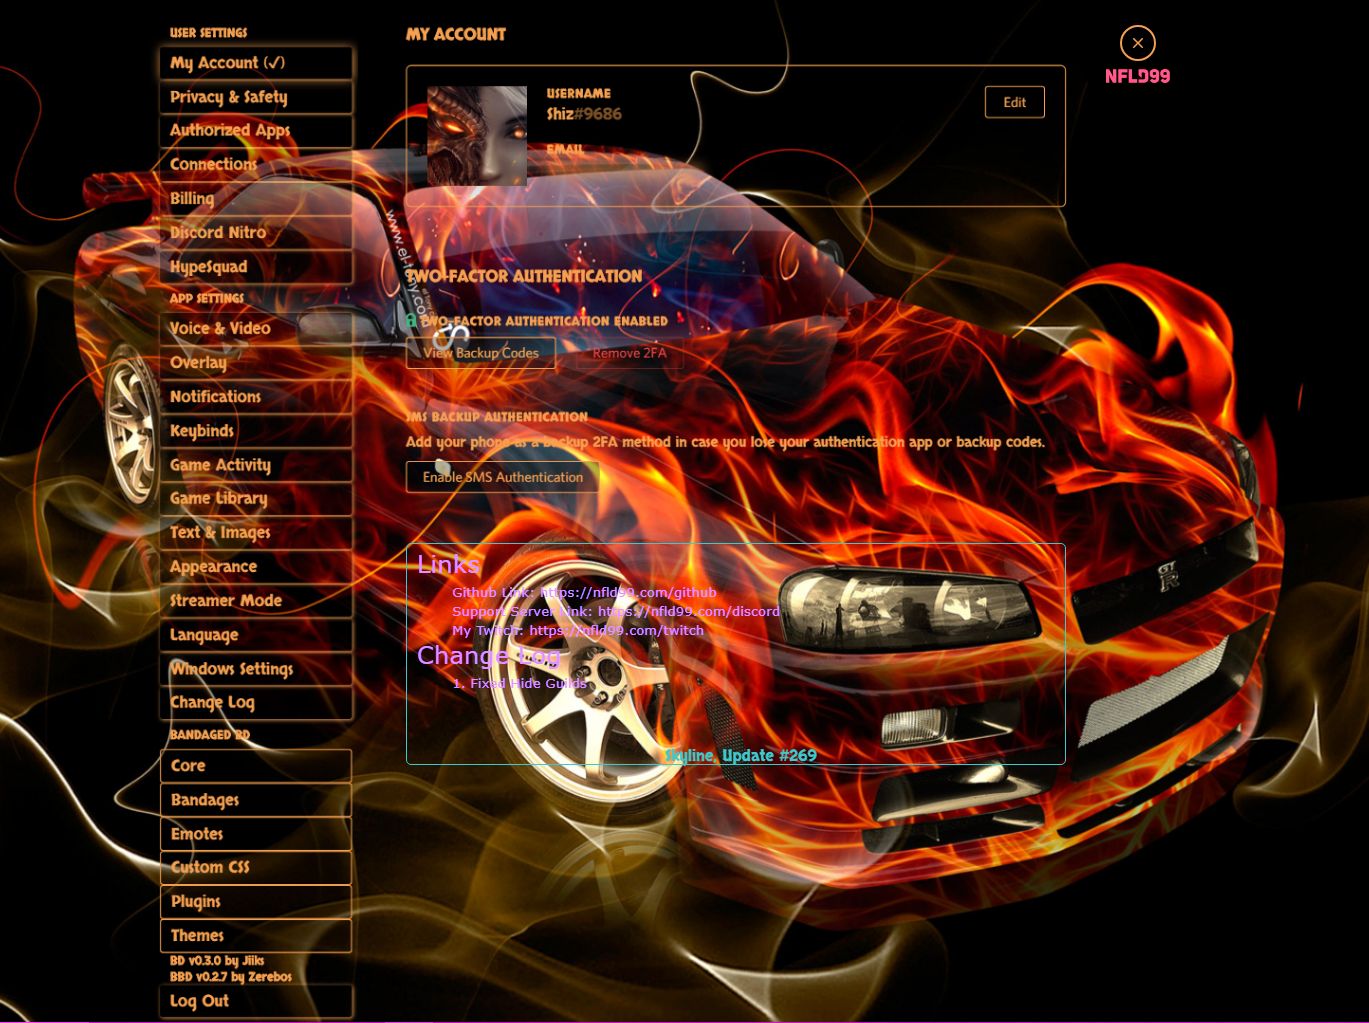 USER SETTINGS
My Account (✓)
Privacy & Safety
Authorized Apps
Connections
Billing
Discord Nitro
HypeSquad
APP SETTINGS
Voice & Video
Overlay
Notifications
Keybinds
Game Activity
Game Library
Text & Images
Appearance
Streamer Mode
Language
Windows Settings
Change Log
BANDAGED BD
Core
Bandages
Emotes
Custom CSS
Plugins
Themes
BD v0.3.0 by Jiiks
BBD v0.2.7 by Zerebos
Log Out
MY ACCOUNT
USERNAME
Shiz#9686
EMAIL
Edit
NFLD99
TWO-FACTOR AUTHENTICATION
TWO-FACTOR AUTHENTICATION ENABLED
View Backup Codes
Remove 2FA
SMS BACKUP AUTHENTICATION
Add your phone as a backup 2FA method in case you lose your authentication app or backup codes.
Enable SMS Authentication
Links
Github Link: https://nfld99.com/github
Support Server Link: https://nfld99.com/discord
My Twitch: https://nfld99.com/twitch
Change Log
1. Fixed Hide Guilds
Skyline, Update #269
www.el-tony.com
GT
R